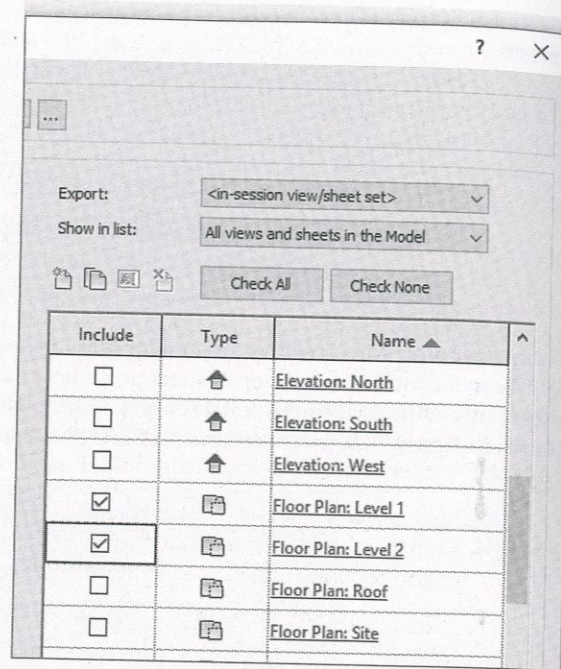 ?
...
Export: <in-session view/sheet set>
Show in list: All views and sheets in the Model
Check All Check None
Include Type Name
Elevation: North
Elevation: South
Elevation: West
Floor Plan: Level 1
Floor Plan: Level 2
Floor Plan: Roof
Floor Plan: Site